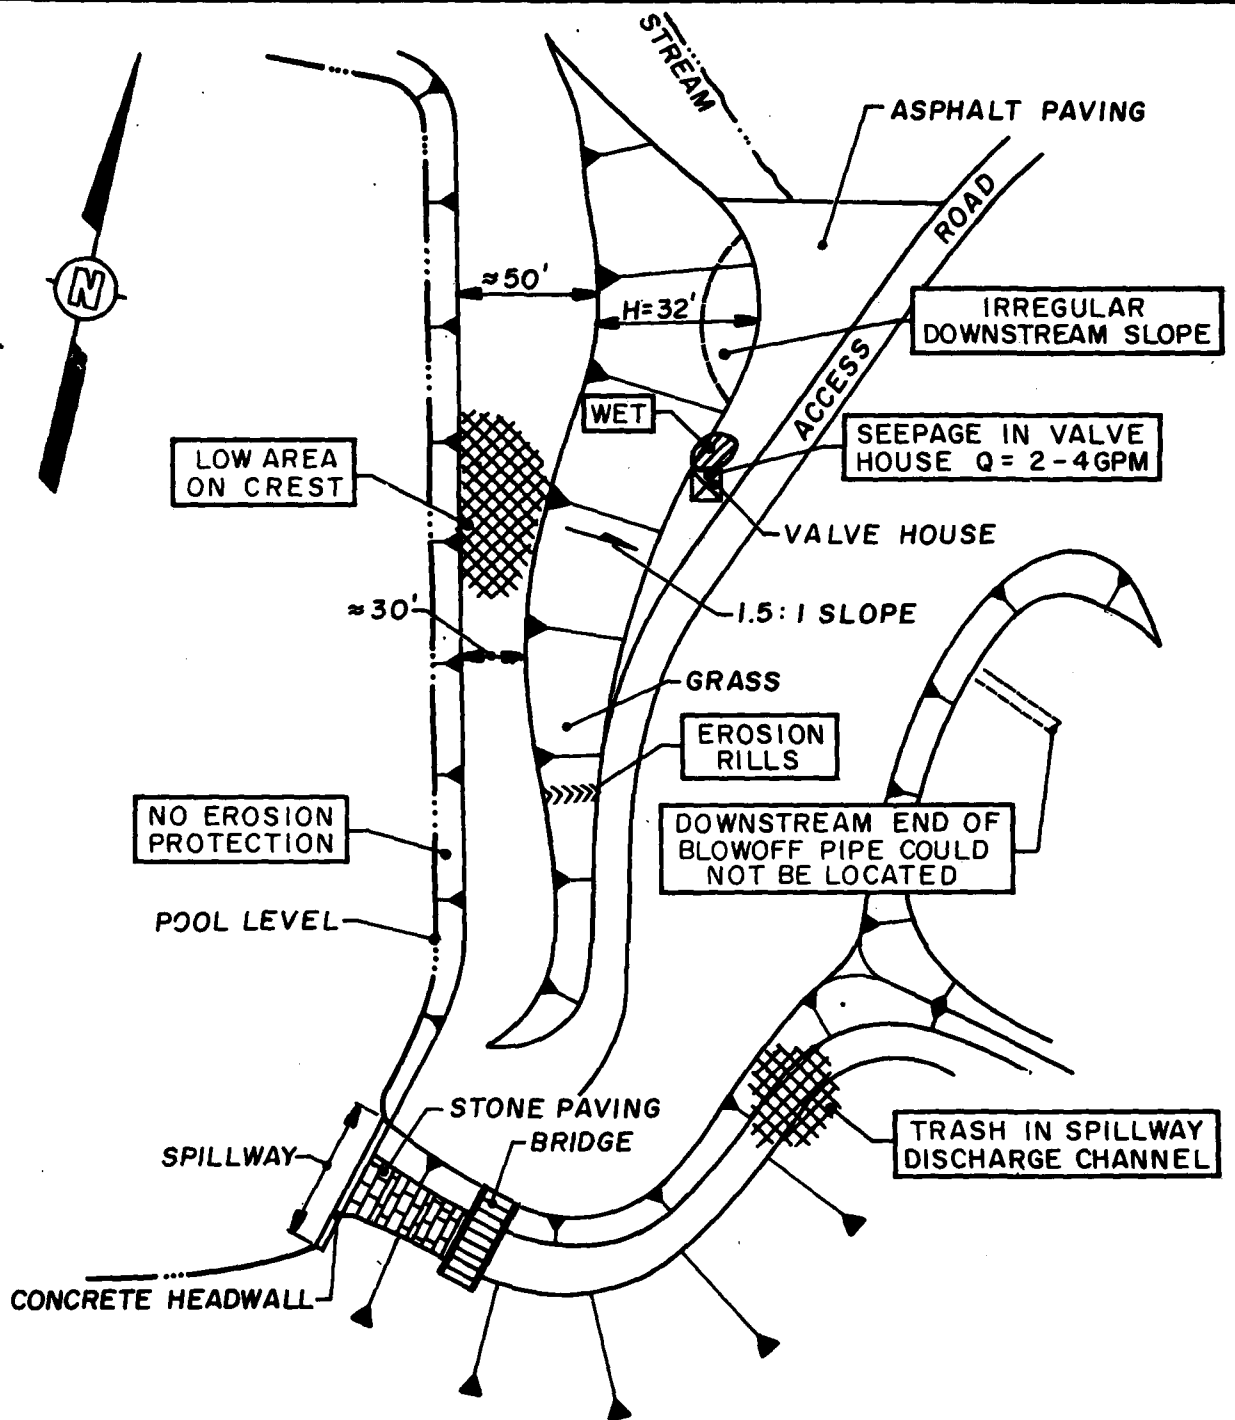 STREAM
ASPHALT PAVING
ROAD
N
≈50'
H=32'
IRREGULAR
DOWNSTREAM SLOPE
ACCESS
WET
SEEPAGE IN VALVE
HOUSE Q= 2-4GPM
LOW AREA
ON CREST
VALVE HOUSE
≈30'
1.5:1 SLOPE
GRASS
EROSION
RILLS
NO EROSION
PROTECTION
DOWNSTREAM END OF
BLOWOFF PIPE COULD
NOT BE LOCATED
POOL LEVEL
STONE PAVING
BRIDGE
SPILLWAY
TRASH IN SPILLWAY
DISCHARGE CHANNEL
CONCRETE HEADWALL